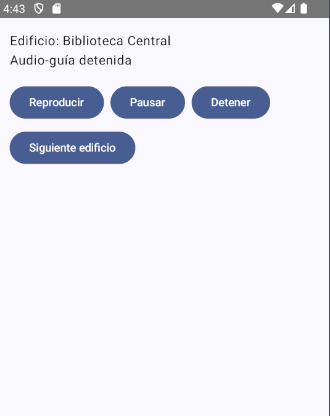 4:43
Edificio: Biblioteca Central
Audio-guía detenida
Reproducir Pausar Detener
Siguiente edificio